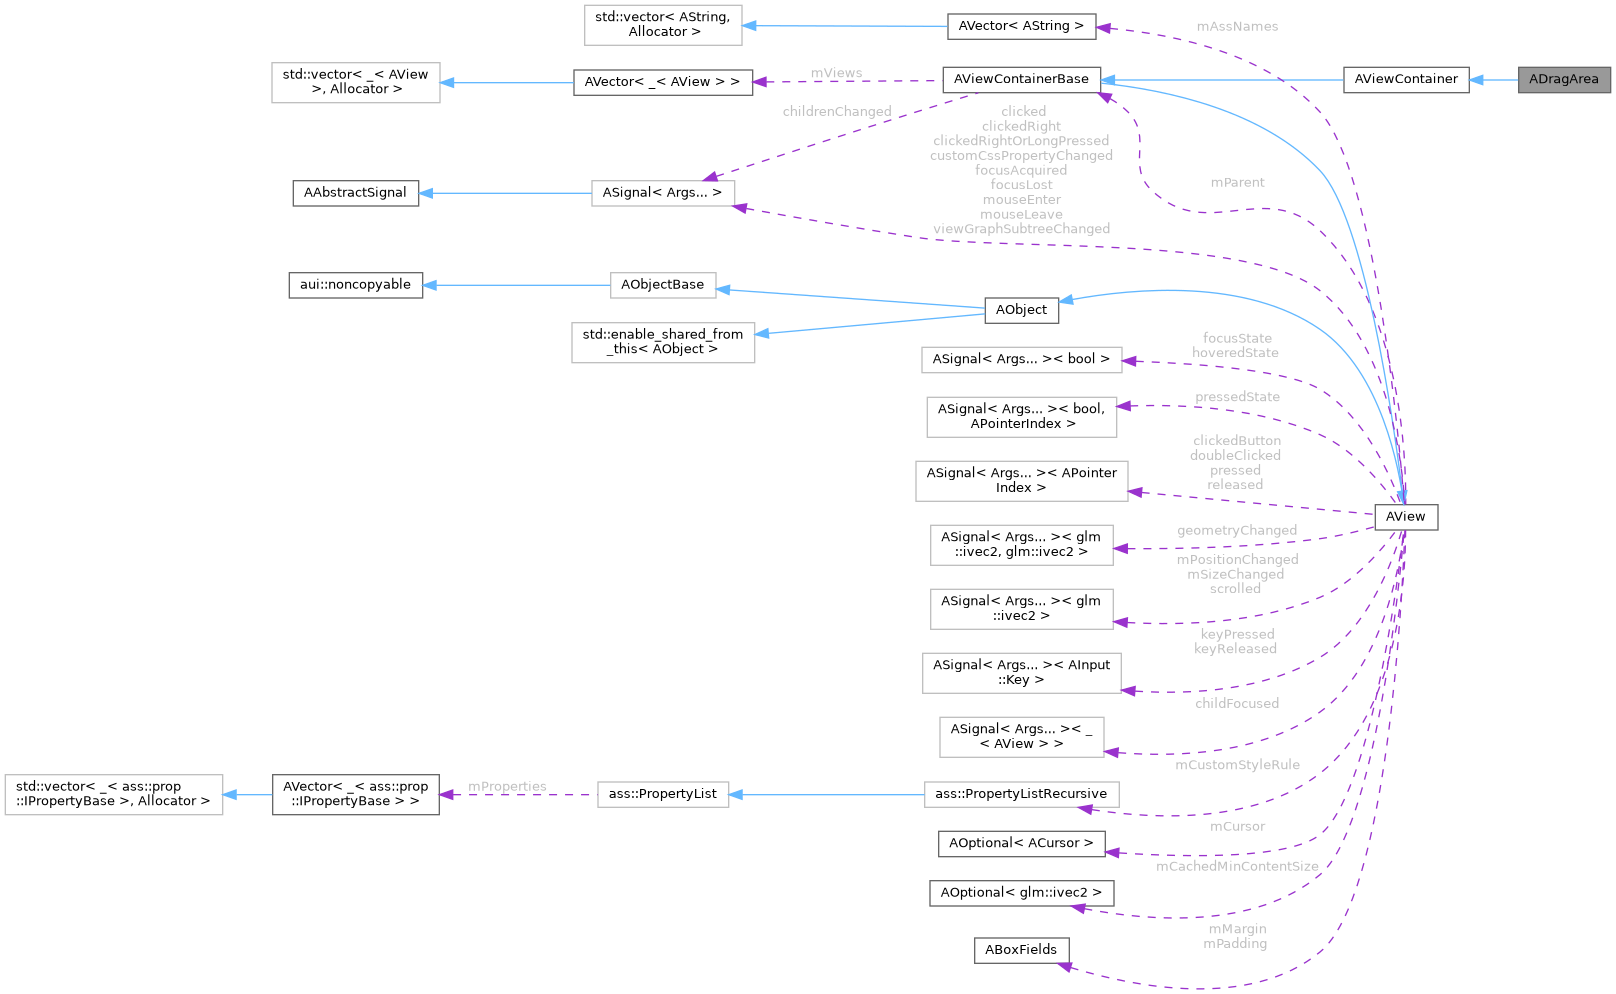 std::vector< AString,
Allocator >
AVector< AString >
mAssNames
std::vector< _< AView
>, Allocator >
AVector< _< AView > >
mViews
AViewContainerBase
AViewContainer
ADragArea
childrenChanged
clicked
clickedRight
clickedRightOrLongPressed
customCssPropertyChanged
focusAcquired
focusLost
mouseEnter
mouseLeave
viewGraphSubtreeChanged
mParent
AAbstractSignal
ASignal< Args... >
aui::noncopyable
AObjectBase
AObject
std::enable_shared_from
_this< AObject >
focusState
hoveredState
ASignal< Args... >< bool >
pressedState
ASignal< Args... >< bool,
APointerIndex >
clickedButton
doubleClicked
pressed
released
ASignal< Args... >< APointer
Index >
AView
geometryChanged
ASignal< Args... >< glm
::ivec2, glm::ivec2 >
mPositionChanged
mSizeChanged
scrolled
ASignal< Args... >< glm
::ivec2 >
keyPressed
keyReleased
ASignal< Args... >< AInput
::Key >
childFocused
ASignal< Args... >< _
< AView > >
mCustomStyleRule
std::vector< _< ass::prop
::IPropertyBase >, Allocator >
AVector< _< ass::prop
::IPropertyBase > >
mProperties
ass::PropertyList
ass::PropertyListRecursive
mCursor
AOptional< ACursor >
mCachedMinContentSize
AOptional< glm::ivec2 >
mMargin
mPadding
ABoxFields